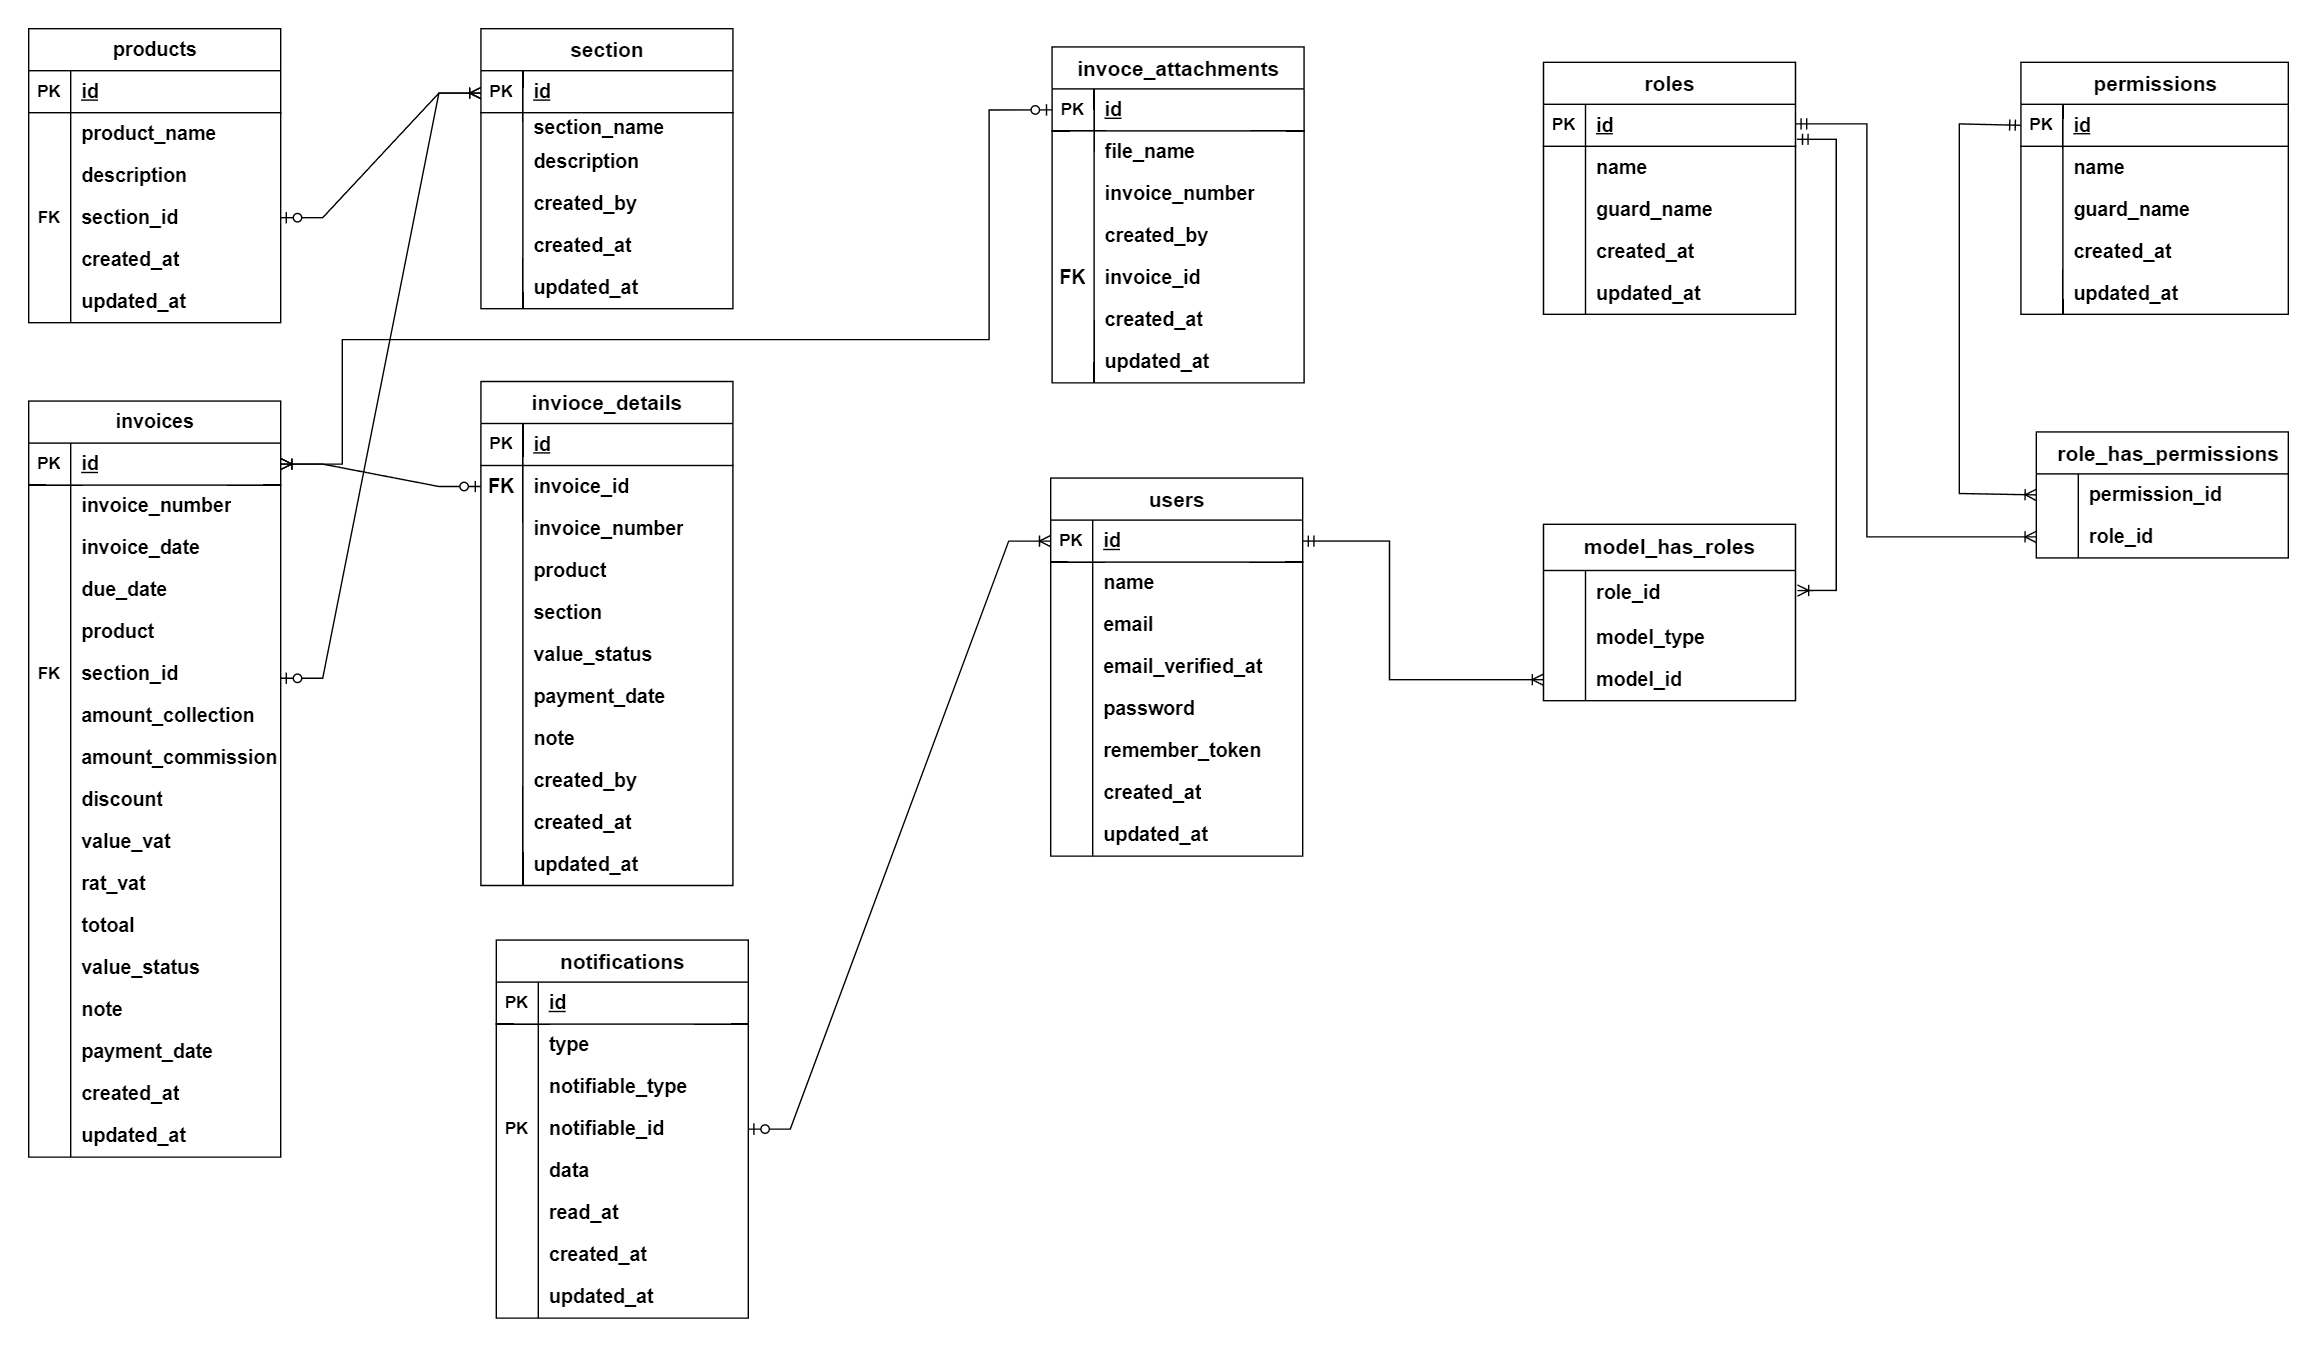 products
PK id
product_name
description
FK section_id
created_at
updated_at
section
PK id
section_name
description
created_by
created_at
updated_at
invoce_attachments
PK id
file_name
invoice_number
created_by
FK invoice_id
created_at
updated_at
roles
PK id
name
guard_name
created_at
updated_at
permissions
PK id
name
guard_name
created_at
updated_at
invoices
PK id
invoice_number
invoice_date
due_date
product
FK section_id
amount_collection
amount_commission
discount
value_vat
rat_vat
totoal
value_status
note
payment_date
created_at
updated_at
invioce_details
PK id
FK invoice_id
invoice_number
product
section
value_status
payment_date
note
created_by
created_at
updated_at
users
PK id
name
email
email_verified_at
password
remember_token
created_at
updated_at
model_has_roles
role_id
model_type
model_id
role_has_permissions
permission_id
role_id
notifications
PK id
type
notifiable_type
PK notifiable_id
data
read_at
created_at
updated_at